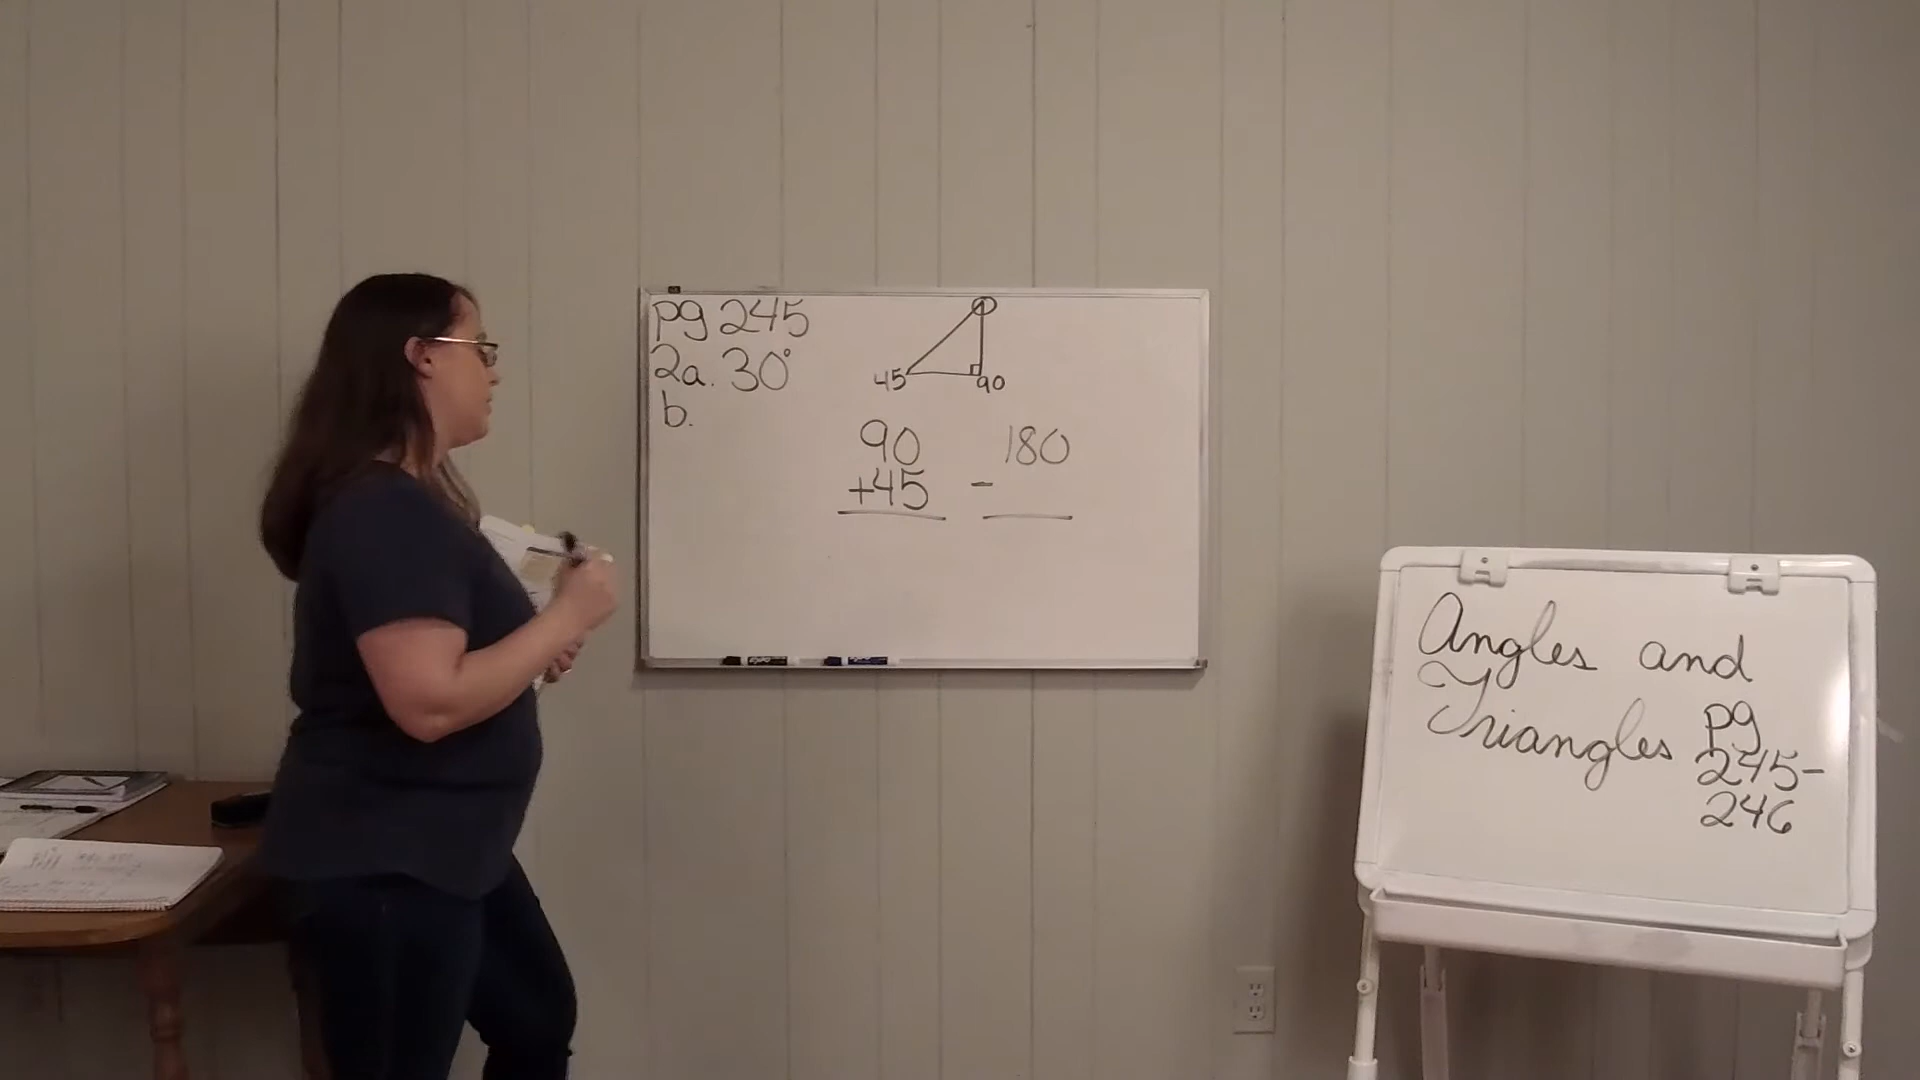 pg 245
2a. 30°
b.
45 90
90
+45
180
-
Angles and
Triangles pg
245-
246